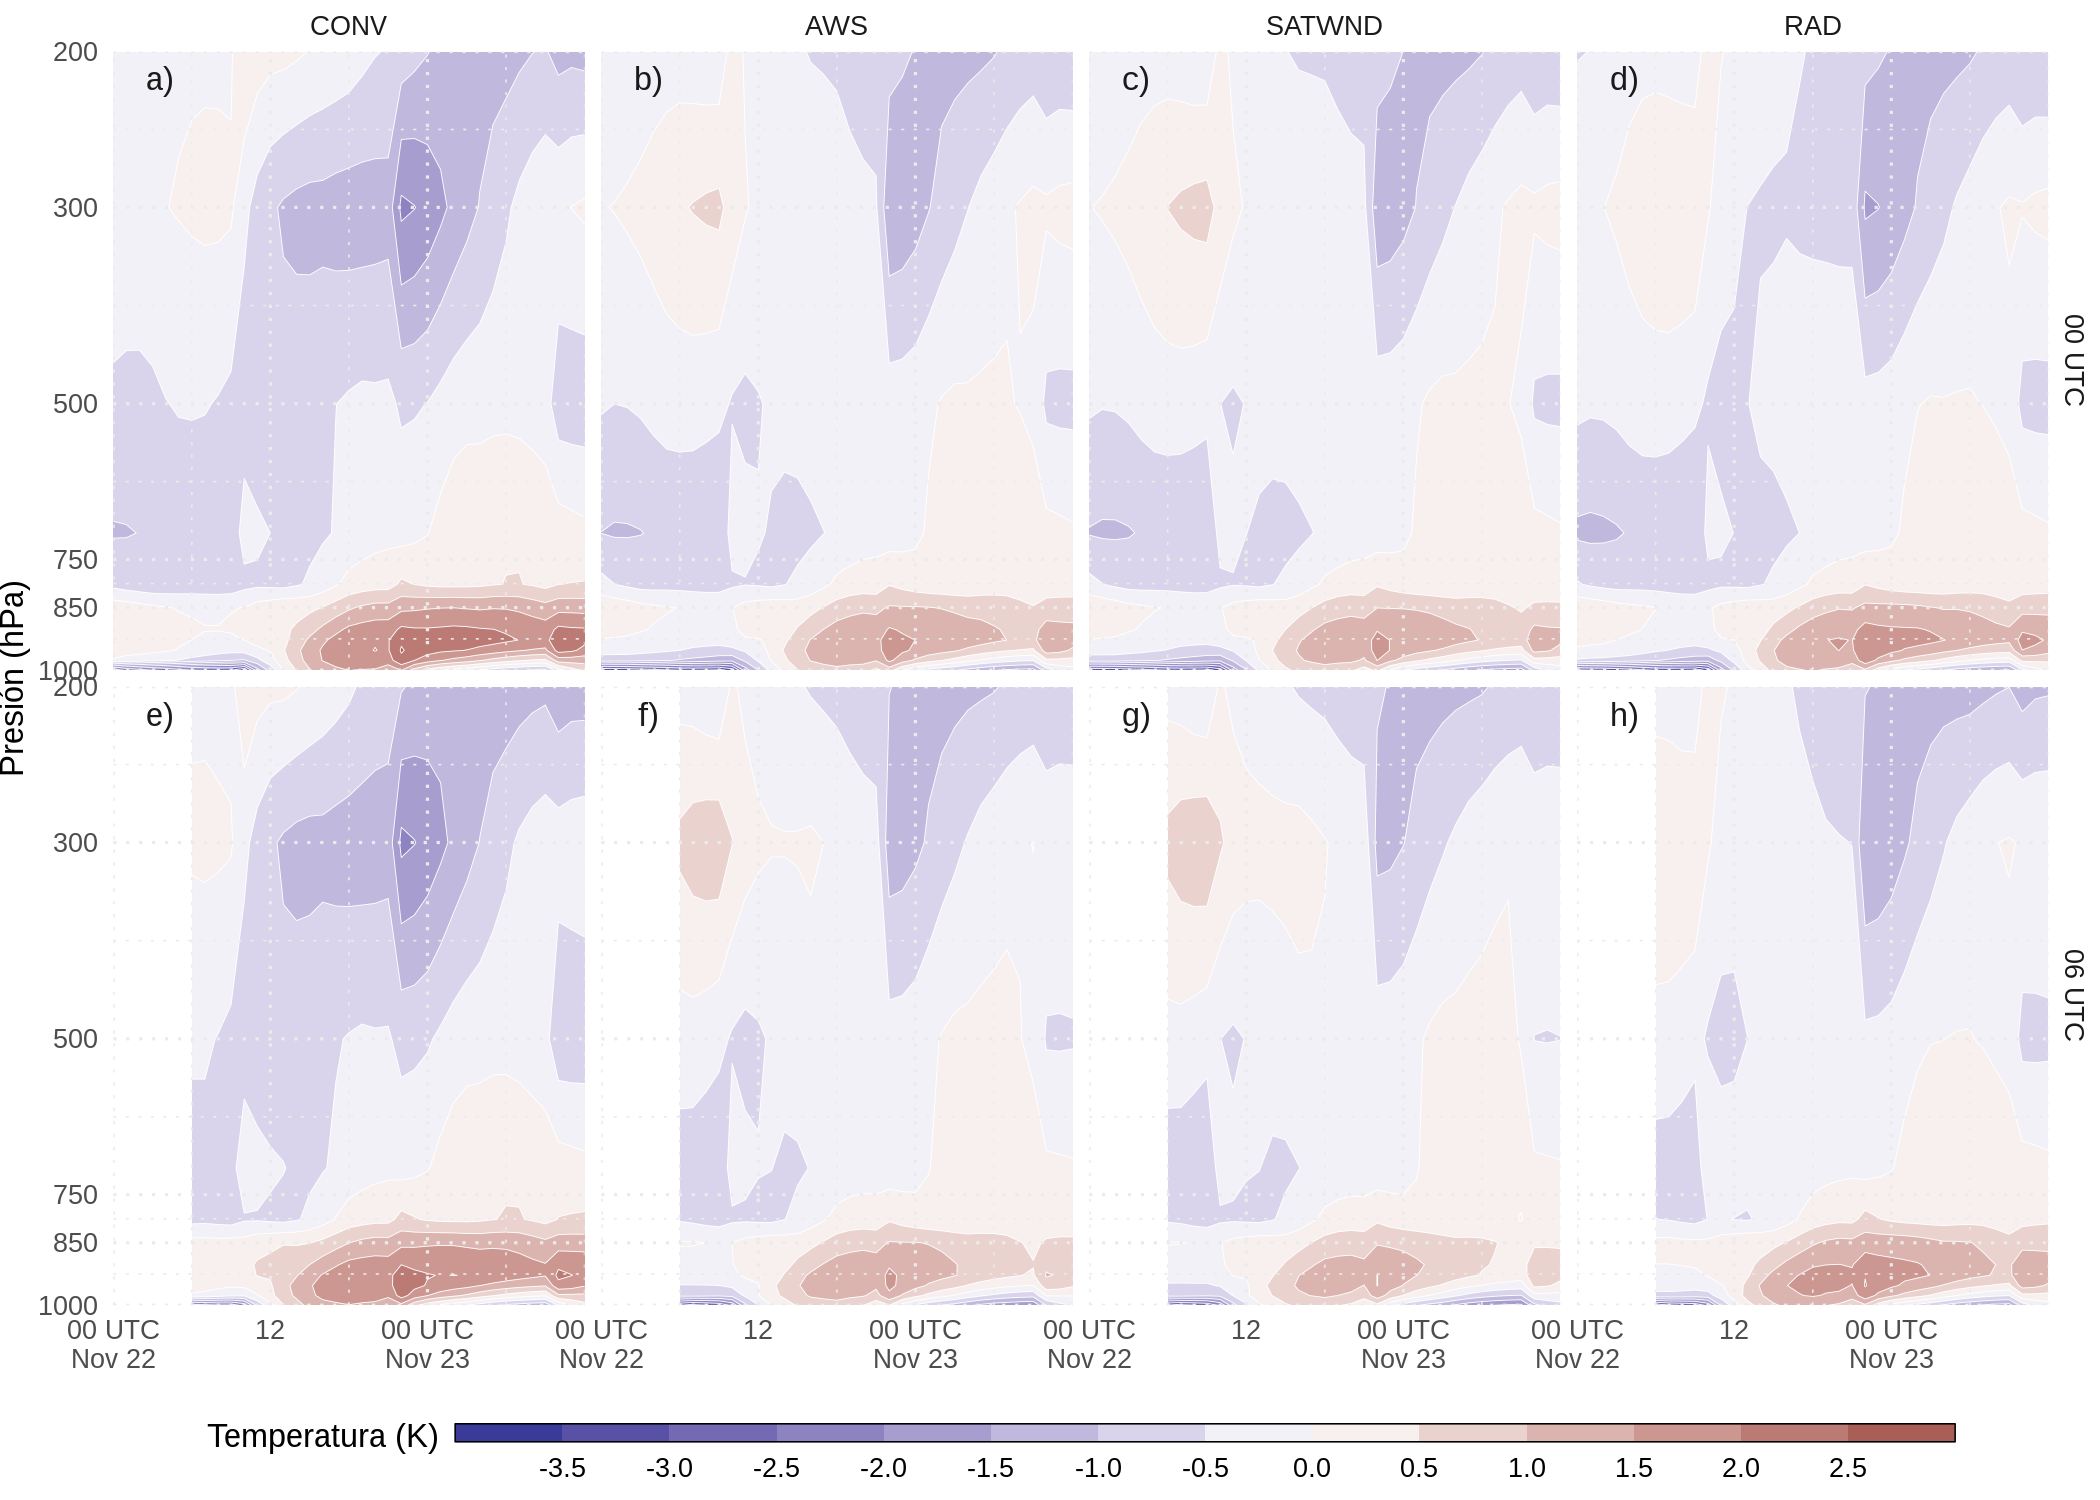 CONV AWS SATWND RAD
a) b) c) d)
200
300
500
750
850
1000
00 UTC
Presión (hPa)
e) f) g) h)
200
300
500
750
850
1000
06 UTC
00 UTC 12 00 UTC 00 UTC 12 00 UTC 00 UTC 12 00 UTC 00 UTC 12 00 UTC
Nov 22 Nov 23 Nov 22 Nov 23 Nov 22 Nov 23 Nov 22 Nov 23
Temperatura (K)
-3.5 -3.0 -2.5 -2.0 -1.5 -1.0 -0.5 0.0 0.5 1.0 1.5 2.0 2.5